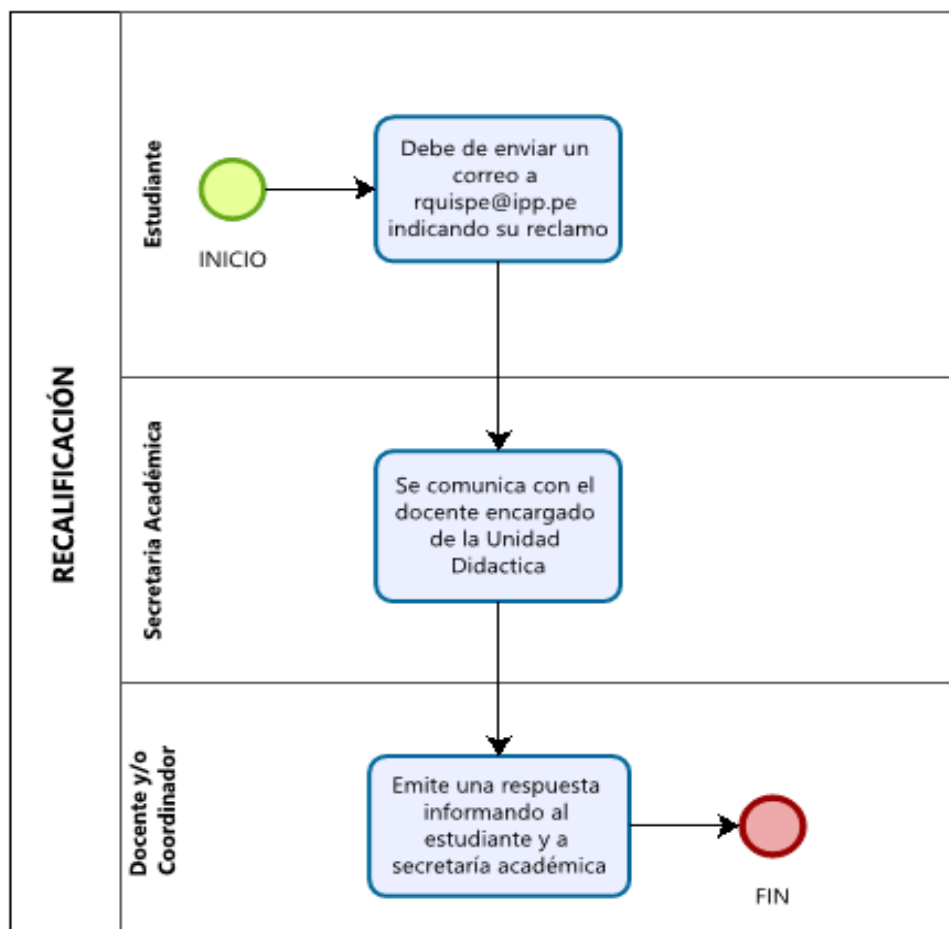 RECALIFICACIÓN
Estudiante
INICIO
Debe de enviar un
correo a
rquispe@ipp.pe
indicando su reclamo
Secretaria Académica
Se comunica con el
docente encargado
de la Unidad
Didactica
Docente y/o
Coordinador
Emite una respuesta
informando al
estudiante y a
secretaría académica
FIN